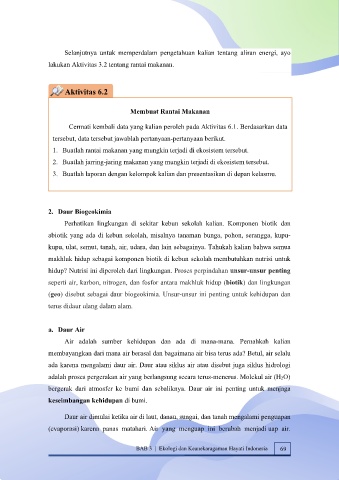 Selanjutnya untuk memperdalam pengetahuan kalian tentang aliran energi, ayo
lakukan Aktivitas 3.2 tentang rantai makanan.
Aktivitas 6.2
Membuat Rantai Makanan
Cermati kembali data yang kalian peroleh pada Aktivitas 6.1. Berdasarkan data
tersebut, data tersebut jawablah pertanyaan-pertanyaan berikut.
1. Buatlah rantai makanan yang mungkin terjadi di ekosistem tersebut.
2. Buatlah jarring-jaring makanan yang mungkin terjadi di ekosistem tersebut.
3. Buatlah laporan dengan kelompok kalian dan presentasikan di depan kelasmu.
2. Daur Biogeokimia
Perhatikan lingkungan di sekitar kebun sekolah kalian. Komponen biotik dan
abiotik yang ada di kebun sekolah, misalnya tanaman bunga, pohon, serangga, kupu-
kupu, ulat, semut, tanah, air, udara, dan lain sebagainya. Tahukah kalian bahwa semua
makhluk hidup sebagai komponen biotik di kebun sekolah membutuhkan nutrisi untuk
hidup? Nutrisi ini diperoleh dari lingkungan. Proses perpindahan unsur-unsur penting
seperti air, karbon, nitrogen, dan fosfor antara makhluk hidup (biotik) dan lingkungan
(geo) disebut sebagai daur biogeokimia. Unsur-unsur ini penting untuk kehidupan dan
terus didaur ulang dalam alam.
a. Daur Air
Air adalah sumber kehidupan dan ada di mana-mana. Pernahkah kalian
membayangkan dari mana air berasal dan bagaimana air bisa terus ada? Betul, air selalu
ada karena mengalami daur air. Daur atau siklus air atau disebut juga siklus hidrologi
adalah proses pergerakan air yang berlangsung secara terus-menerus. Molekul air (H₂O)
bergerak dari atmosfer ke bumi dan sebaliknya. Daur air ini penting untuk menjaga
keseimbangan kehidupan di bumi.
Daur air dimulai ketika air di laut, danau, sungai, dan tanah mengalami penguapan
(evaporasi) karena panas matahari. Air yang menguap ini berubah menjadi uap air.
BAB 3 | Ekologi dan Keanekaragaman Hayati Indonesia 69